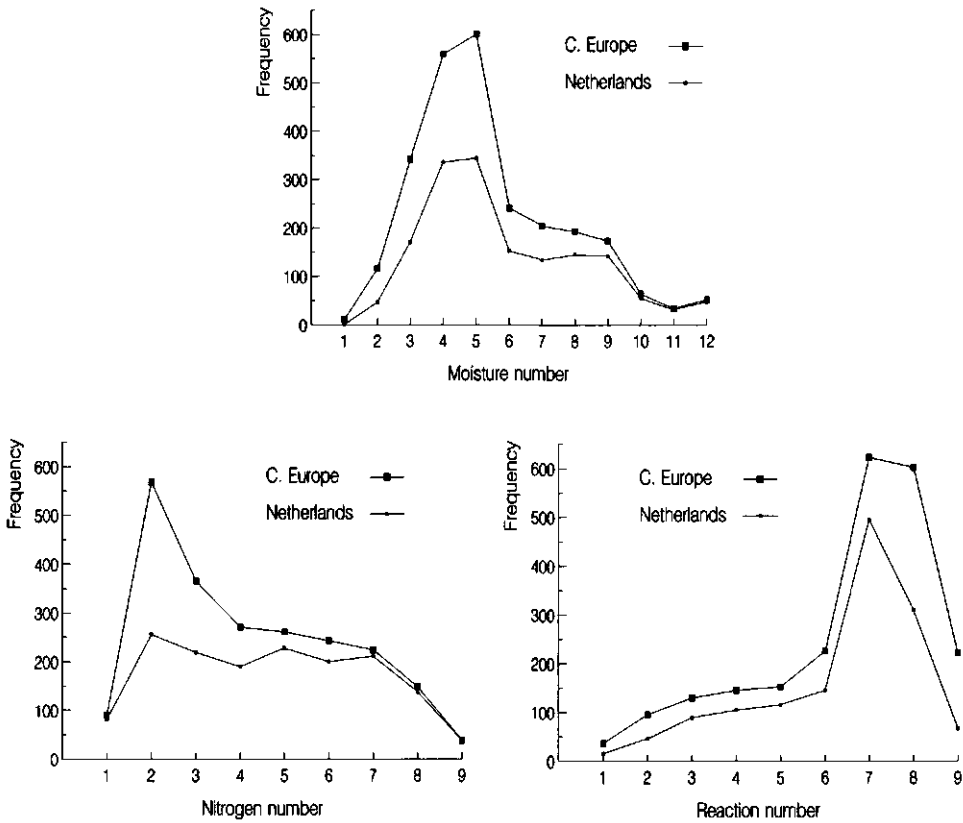 Frequency
600
500
400
300
200
100
0
C. Europe
Netherlands
1 2 3 4 5 6 7 8 9 10 11 12
Moisture number
Frequency
600
500
400
300
200
100
0
C. Europe
Netherlands
1 2 3 4 5 6 7 8 9
Nitrogen number
Frequency
600
500
400
300
200
100
0
C. Europe
Netherlands
1 2 3 4 5 6 7 8 9
Reaction number